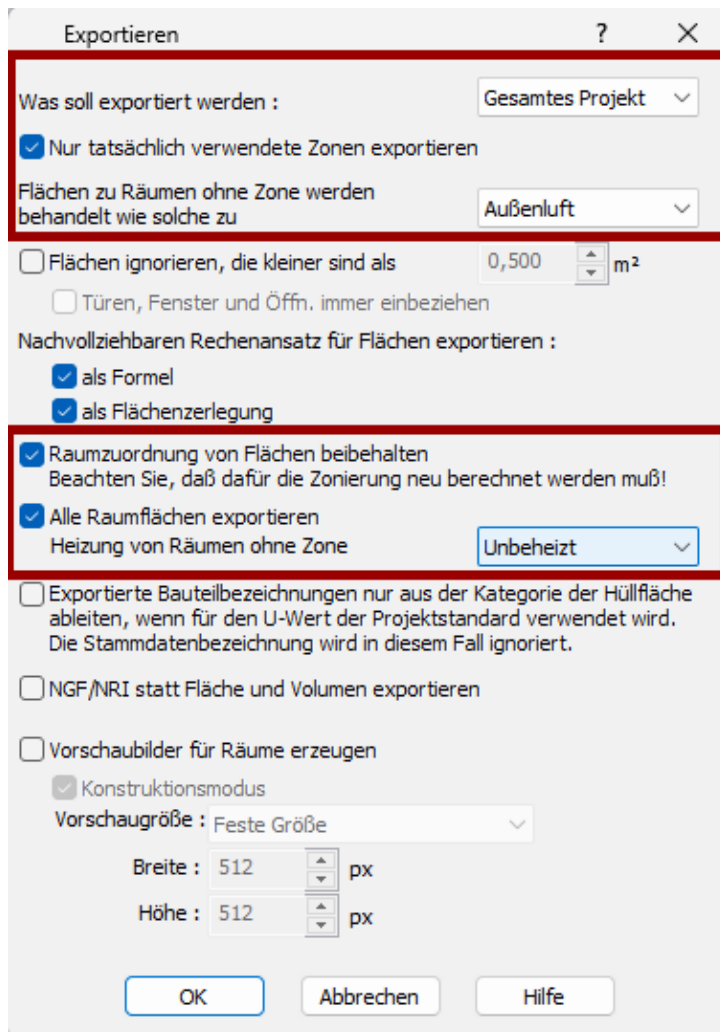 Exportieren ?
Was soll exportiert werden : Gesamtes Projekt
Nur tatsächlich verwendete Zonen exportieren
Flächen zu Räumen ohne Zone werden
behandelt wie solche zu Außenluft
Flächen ignorieren, die kleiner sind als 0,500 m²
Türen, Fenster und Öffn. immer einbeziehen
Nachvollziehbaren Rechenansatz für Flächen exportieren :
als Formel
als Flächenzerlegung
Raumzuordnung von Flächen beibehalten
Beachten Sie, daß dafür die Zonierung neu berechnet werden muß!
Alle Raumflächen exportieren
Heizung von Räumen ohne Zone Unbeheizt
Exportierte Bauteilbezeichnungen nur aus der Kategorie der Hüllfläche
ableiten, wenn für den U-Wert der Projektstandard verwendet wird.
Die Stammdatenbezeichnung wird in diesem Fall ignoriert.
NGF/NRI statt Fläche und Volumen exportieren
Vorschaubilder für Räume erzeugen
Konstruktionsmodus
Vorschaugröße : Feste Größe
Breite : 512 px
Höhe : 512 px
OK Abbrechen Hilfe